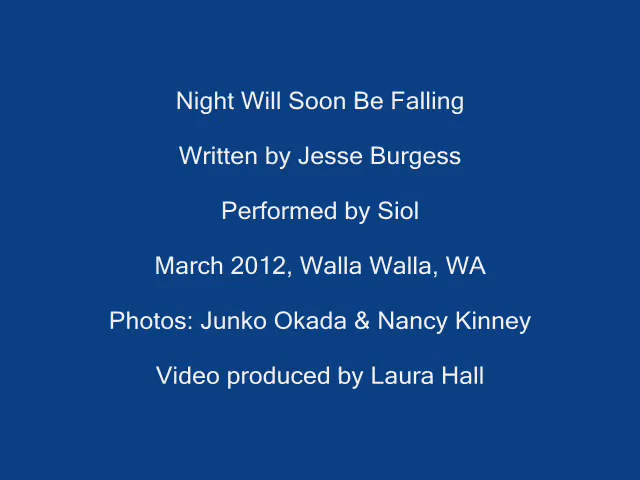 Night Will Soon Be Falling
Written by Jesse Burgess
Performed by Siol
March 2012, Walla Walla, WA
Photos: Junko Okada & Nancy Kinney
Video produced by Laura Hall